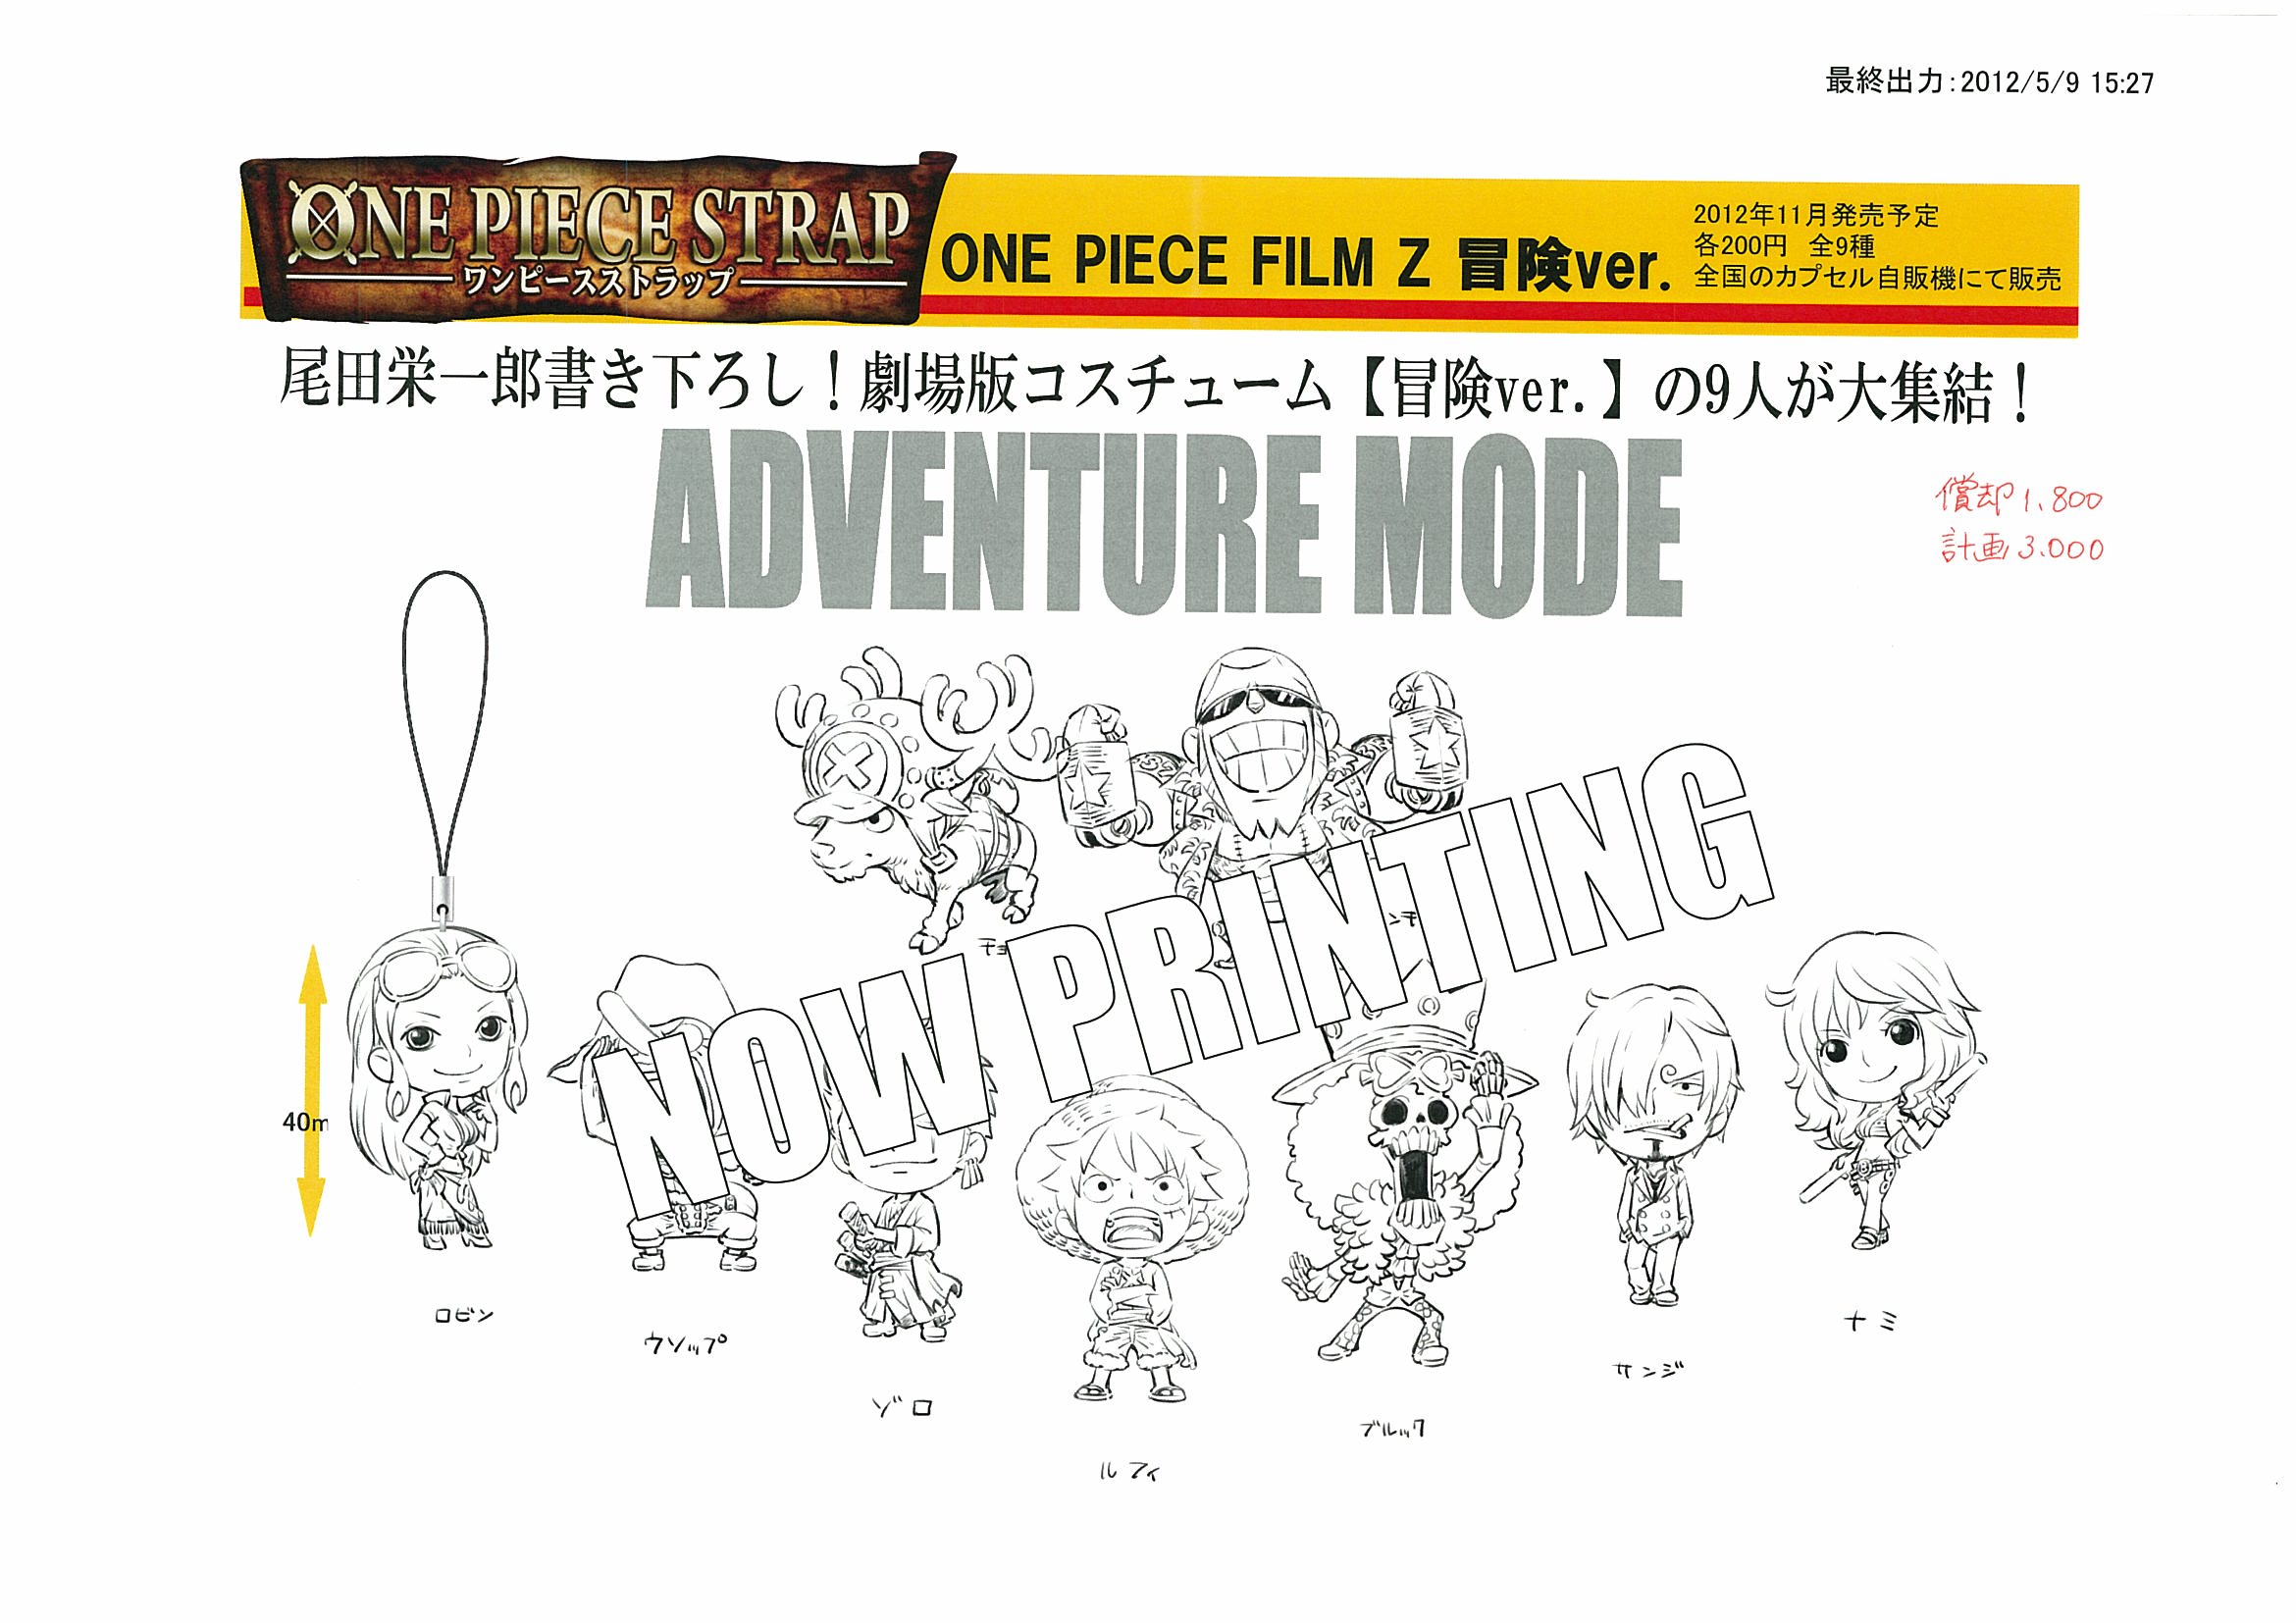 最終出力：2012/5/9 15:27
ONE PIECE STRAP
ワンピースストラップ
ONE PIECE FILM Z 冒険ver.
2012年11月発売予定
各200円　全9種
全国のカプセル自販機にて販売
尾田栄一郎書き下ろし！劇場版コスチューム【冒険ver.】の9人が大集結！
ADVENTURE MODE
償却1.800
計画3.000
NOW PRINTING
チョ
ンキ
40m
ロビン
ウソップ
ゾロ
ルフィ
ブルック
サンジ
ナミ